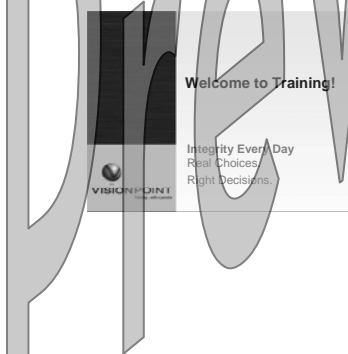 Welcome to Training!
Integrity Every Day
Real Choices.
Right Decisions.
VISIONPOINT